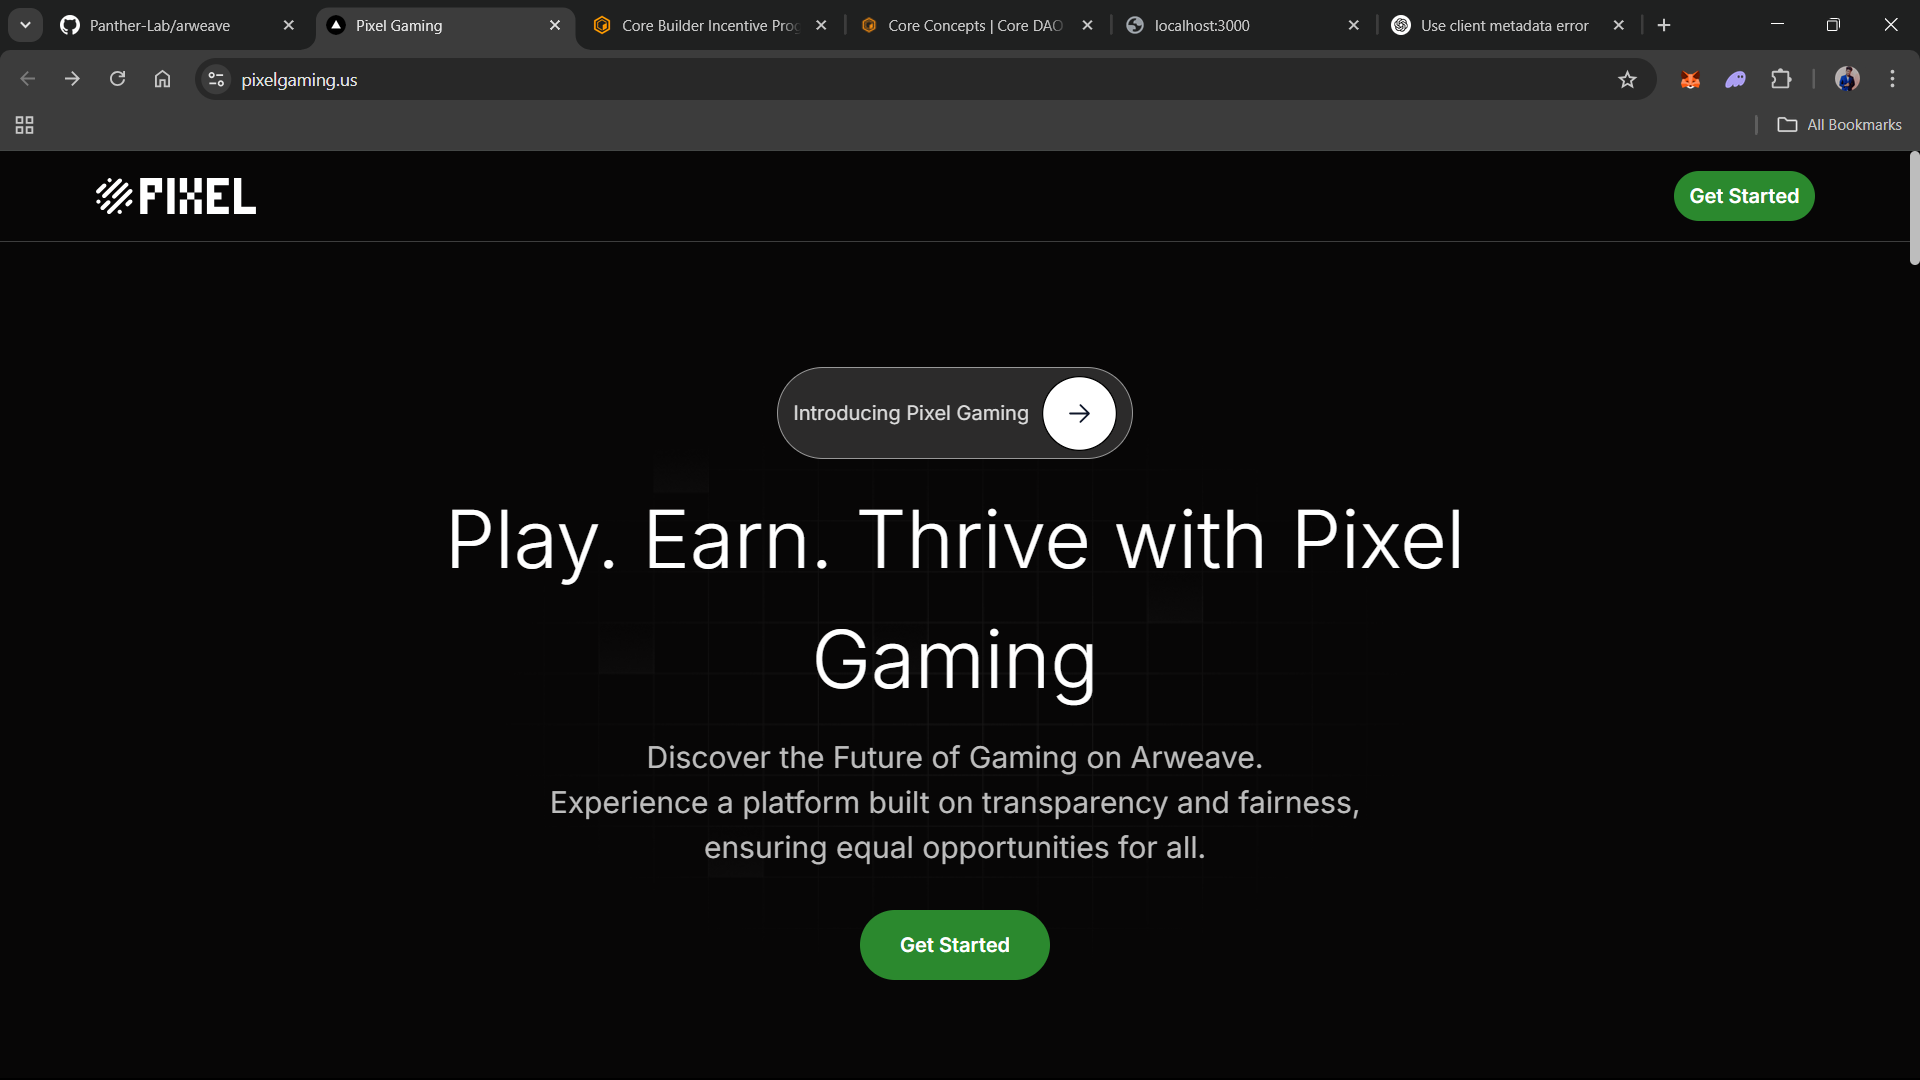 Panther-Lab/arweave
Pixel Gaming
Core Builder Incentive Prog
Core Concepts | Core DAO
localhost:3000
Use client metadata error
pixelgaming.us
All Bookmarks
PIXEL
Get Started
Introducing Pixel Gaming
Play. Earn. Thrive with Pixel
Gaming
Discover the Future of Gaming on Arweave.
Experience a platform built on transparency and fairness,
ensuring equal opportunities for all.
Get Started